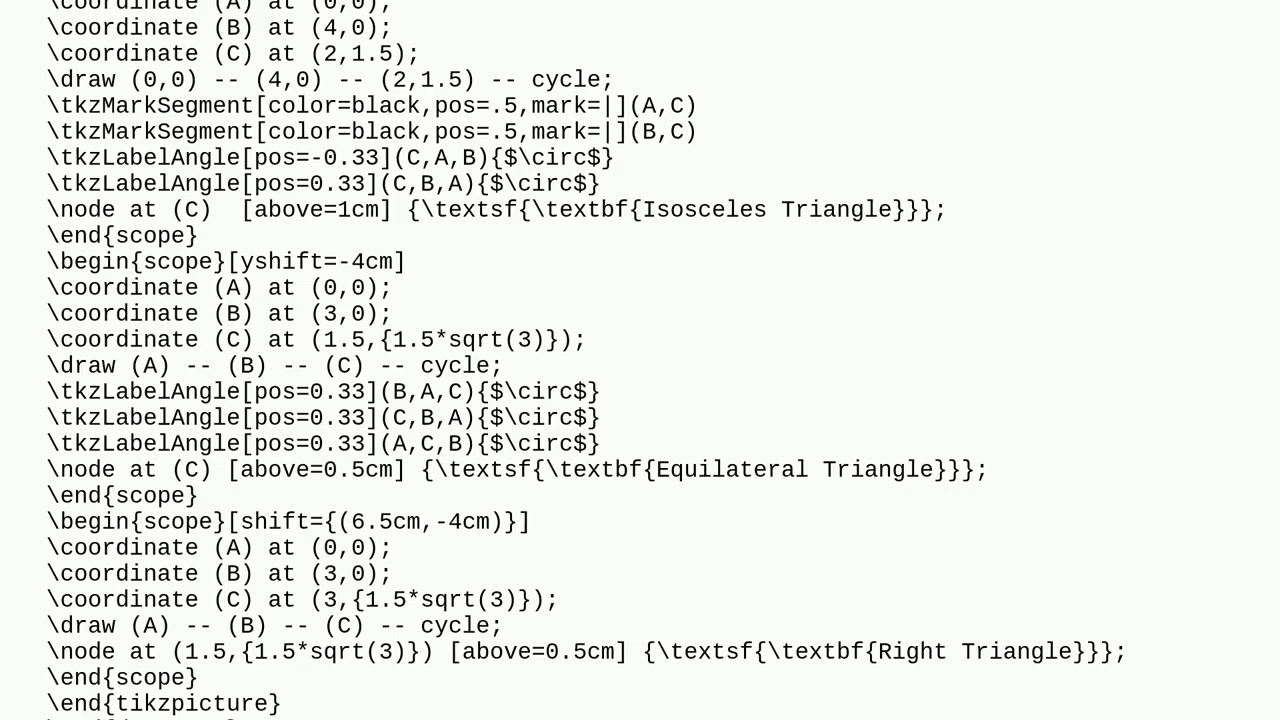 \coordinate (A) at (0,0);
\coordinate (B) at (4,0);
\coordinate (C) at (2,1.5);
\draw (0,0) -- (4,0) -- (2,1.5) -- cycle;
\tkzMarkSegment[color=black,pos=.5,mark=|](A,C)
\tkzMarkSegment[color=black,pos=.5,mark=|](B,C)
\tkzLabelAngle[pos=-0.33](C,A,B){$\circ$}
\tkzLabelAngle[pos=0.33](C,B,A){$\circ$}
\node at (C)  [above=1cm] {\textsf{\textbf{Isosceles Triangle}}};
\end{scope}
\begin{scope}[yshift=-4cm]
\coordinate (A) at (0,0);
\coordinate (B) at (3,0);
\coordinate (C) at (1.5,{1.5*sqrt(3)});
\draw (A) -- (B) -- (C) -- cycle;
\tkzLabelAngle[pos=0.33](B,A,C){$\circ$}
\tkzLabelAngle[pos=0.33](C,B,A){$\circ$}
\tkzLabelAngle[pos=0.33](A,C,B){$\circ$}
\node at (C) [above=0.5cm] {\textsf{\textbf{Equilateral Triangle}}};
\end{scope}
\begin{scope}[shift={(6.5cm,-4cm)}]
\coordinate (A) at (0,0);
\coordinate (B) at (3,0);
\coordinate (C) at (3,{1.5*sqrt(3)});
\draw (A) -- (B) -- (C) -- cycle;
\node at (1.5,{1.5*sqrt(3)}) [above=0.5cm] {\textsf{\textbf{Right Triangle}}};
\end{scope}
\end{tikzpicture}